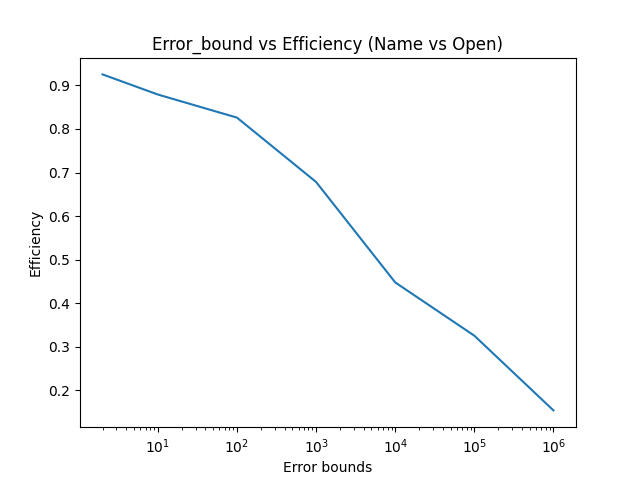 Error_bound vs Efficiency (Name vs Open)
0.9
0.8
0.7
0.6
0.5
0.4
0.3
0.2
Efficiency
10¹ 10² 10³ 10⁴ 10⁵ 10⁶
Error bounds